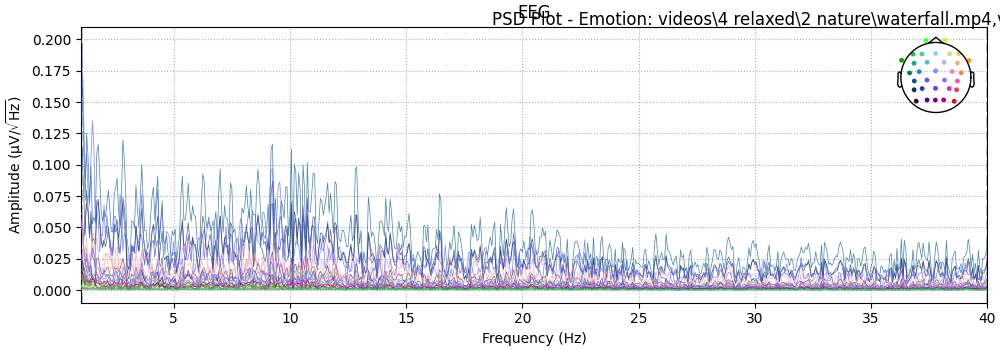 EEG
PSD Plot - Emotion: videos\4 relaxed\2 nature\waterfall.mp4,
0.200
0.175
0.150
0.125
0.100
0.075
0.050
0.025
0.000
Amplitude (µV/√Hz)
5 10 15 20 25 30 35 40
Frequency (Hz)